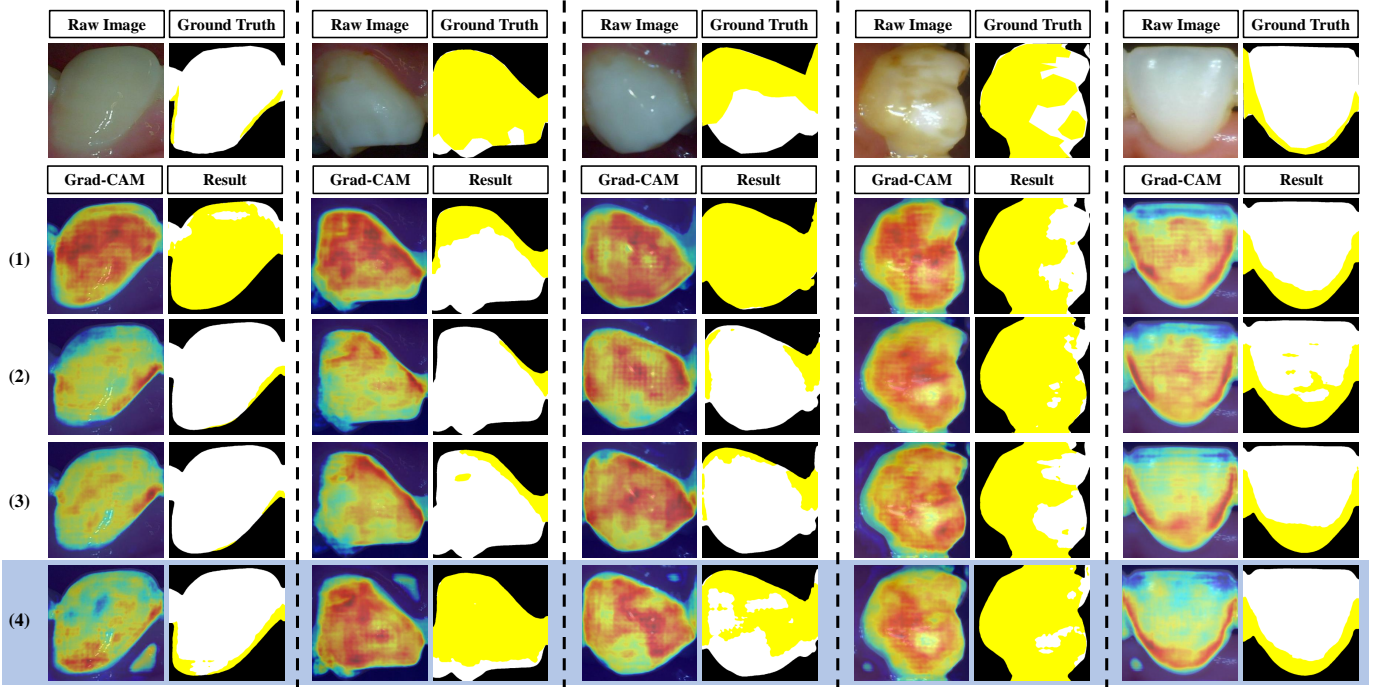 Raw Image Ground Truth Raw Image Ground Truth Raw Image Ground Truth Raw Image Ground Truth Raw Image Ground Truth
Grad-CAM Result Grad-CAM Result Grad-CAM Result Grad-CAM Result Grad-CAM Result
(1)
(2)
(3)
(4)